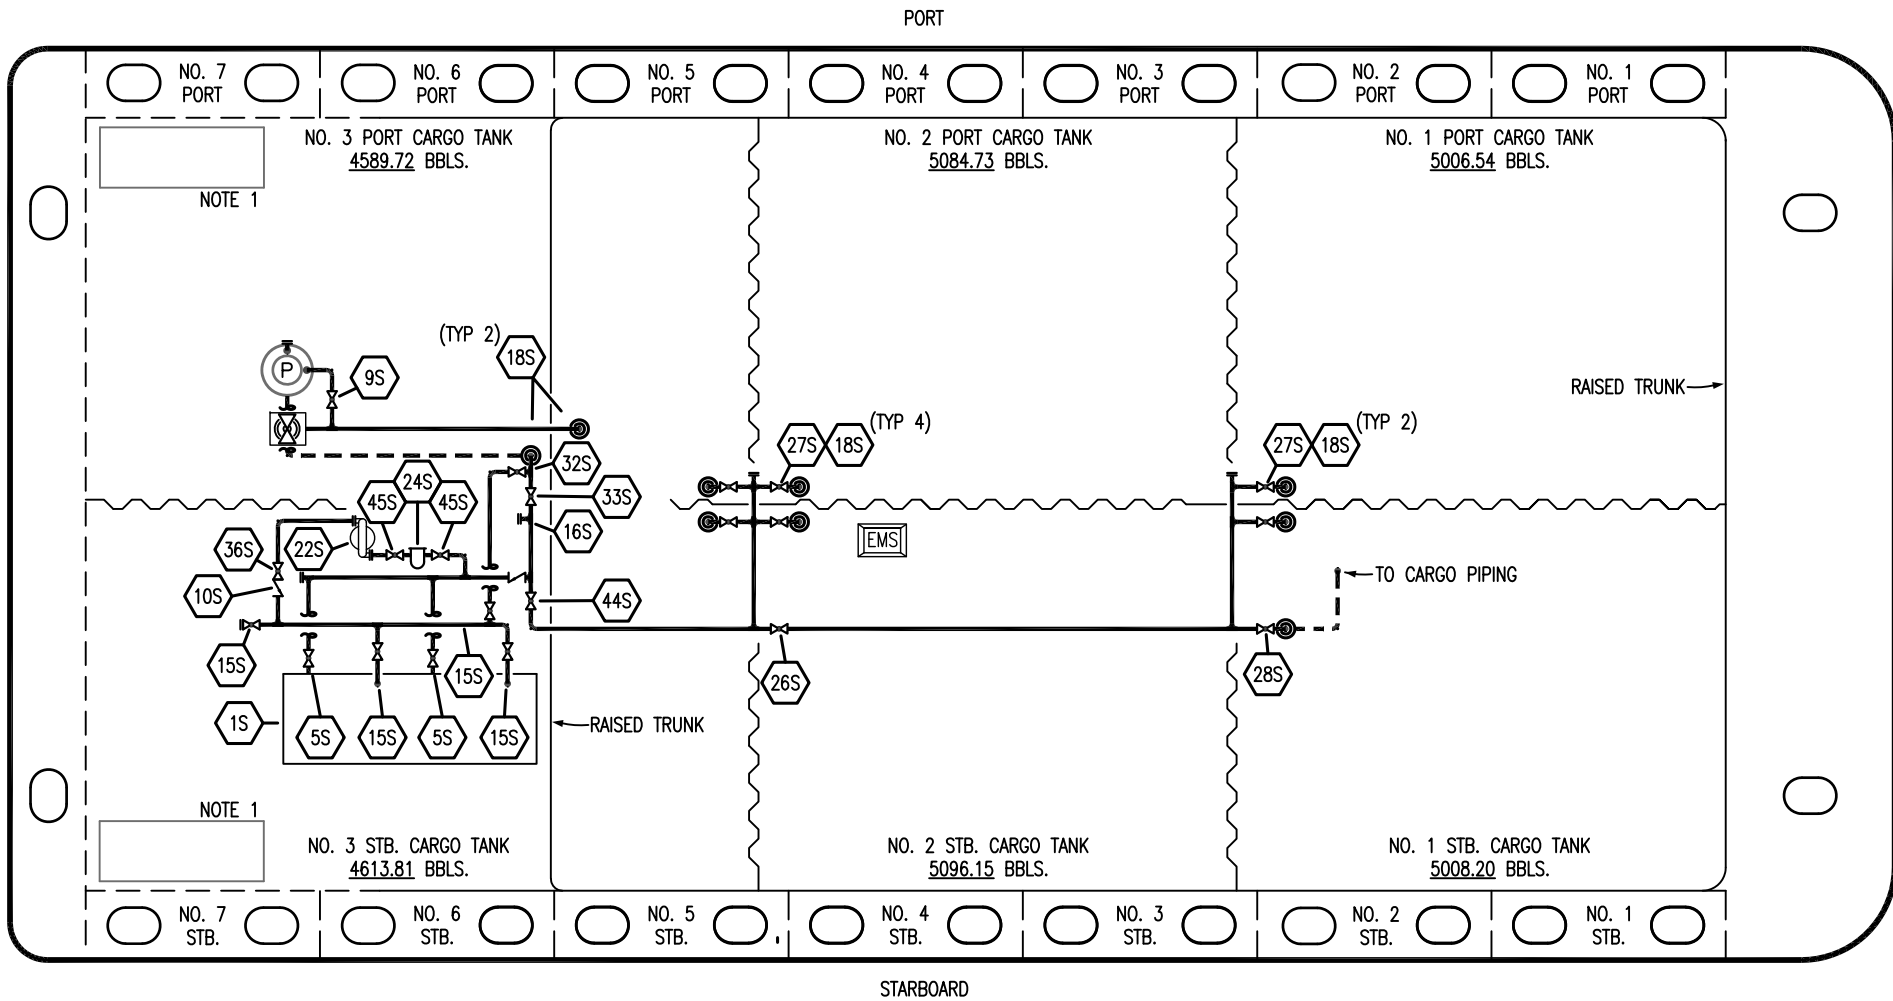 PORT
NO. 7
PORT
NO. 6
PORT
NO. 5
PORT
NO. 4
PORT
NO. 3
PORT
NO. 2
PORT
NO. 1
PORT
NO. 3 PORT CARGO TANK
4589.72 BBLS.
NO. 2 PORT CARGO TANK
5084.73 BBLS.
NO. 1 PORT CARGO TANK
5006.54 BBLS.
NOTE 1
(TYP 2)
18S
P
9S
RAISED TRUNK
(TYP 4)
27S
18S
(TYP 2)
27S
18S
32S
24S
45S
45S
33S
16S
22S
36S
10S
EMS
44S
TO CARGO PIPING
15S
15S
26S
28S
1S
5S
15S
5S
15S
RAISED TRUNK
NOTE 1
NO. 3 STB. CARGO TANK
4613.81 BBLS.
NO. 2 STB. CARGO TANK
5096.15 BBLS.
NO. 1 STB. CARGO TANK
5008.20 BBLS.
NO. 7
STB.
NO. 6
STB.
NO. 5
STB.
NO. 4
STB.
NO. 3
STB.
NO. 2
STB.
NO. 1
STB.
STARBOARD